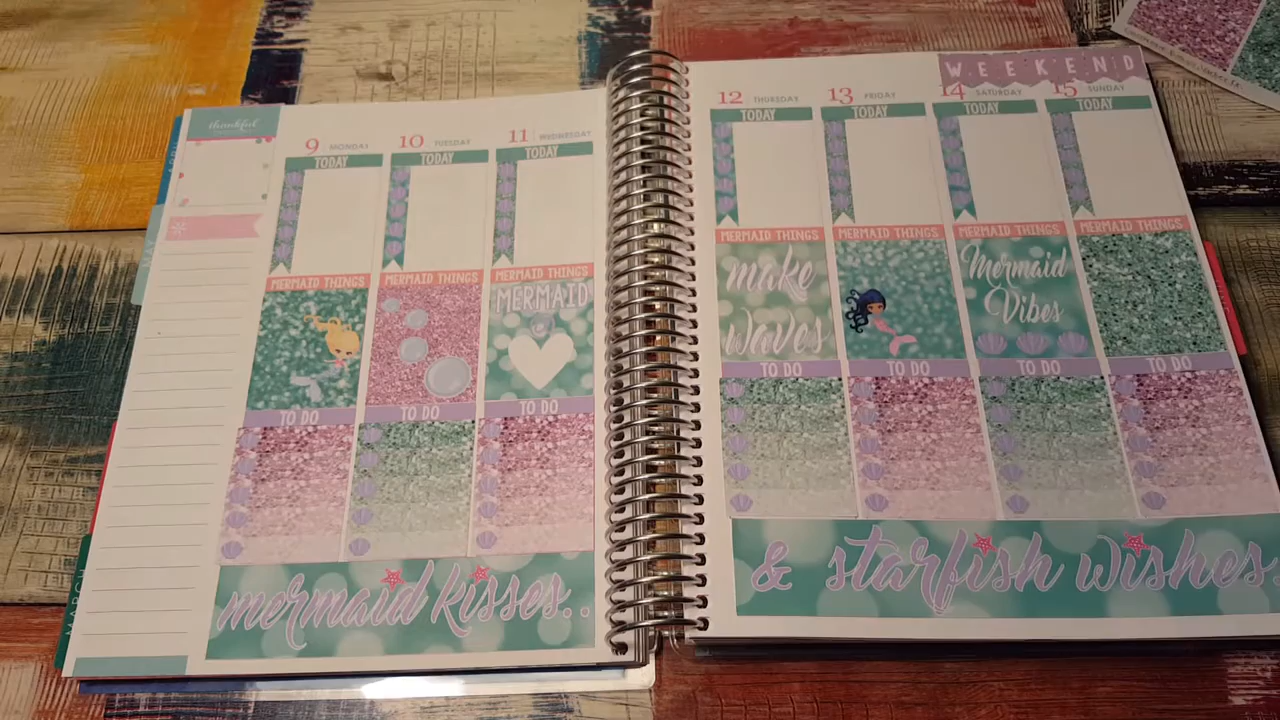 WEEKEND
thankful
9 MONDAY
10 TUESDAY
11 WEDNESDAY
12 THURSDAY
13 FRIDAY
14 SATURDAY
15 SUNDAY
TODAY
TODAY
TODAY
TODAY
TODAY
TODAY
TODAY
MERMAID THINGS
MERMAID THINGS
MERMAID THINGS
MERMAID THINGS
MERMAID THINGS
MERMAID THINGS
MERMAID THINGS
MERMAID
make
waves
Mermaid
Vibes
TO DO
TO DO
TO DO
TO DO
TO DO
TO DO
TO DO
mermaid kisses..
& starfish wishes.